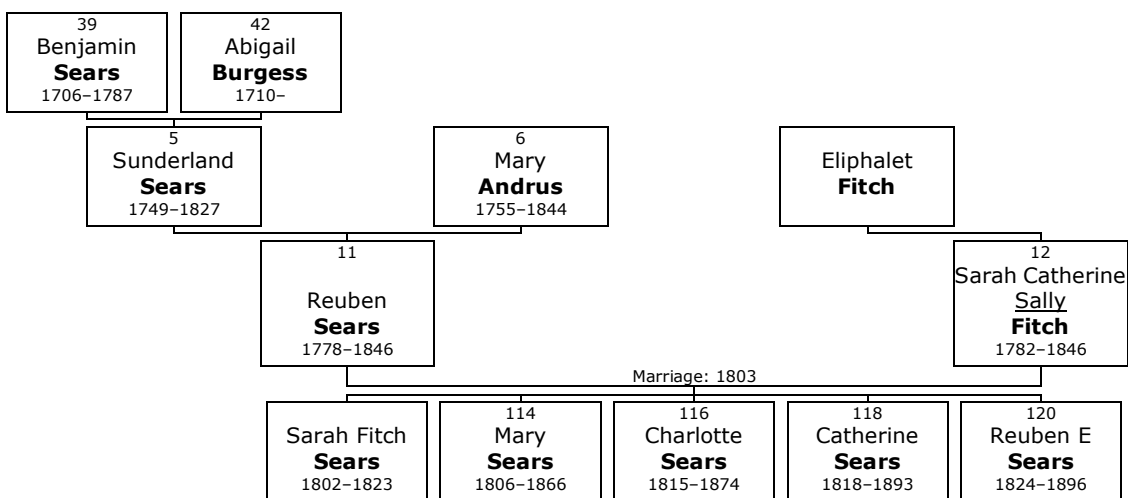 39
Benjamin
Sears
1706–1787
42
Abigail
Burgess
1710–
5
Sunderland
Sears
1749–1827
6
Mary
Andrus
1755–1844
Eliphalet
Fitch
11
Reuben
Sears
1778–1846
12
Sarah Catherine
Sally
Fitch
1782–1846
Marriage: 1803
Sarah Fitch
Sears
1802–1823
114
Mary
Sears
1806–1866
116
Charlotte
Sears
1815–1874
118
Catherine
Sears
1818–1893
120
Reuben E
Sears
1824–1896